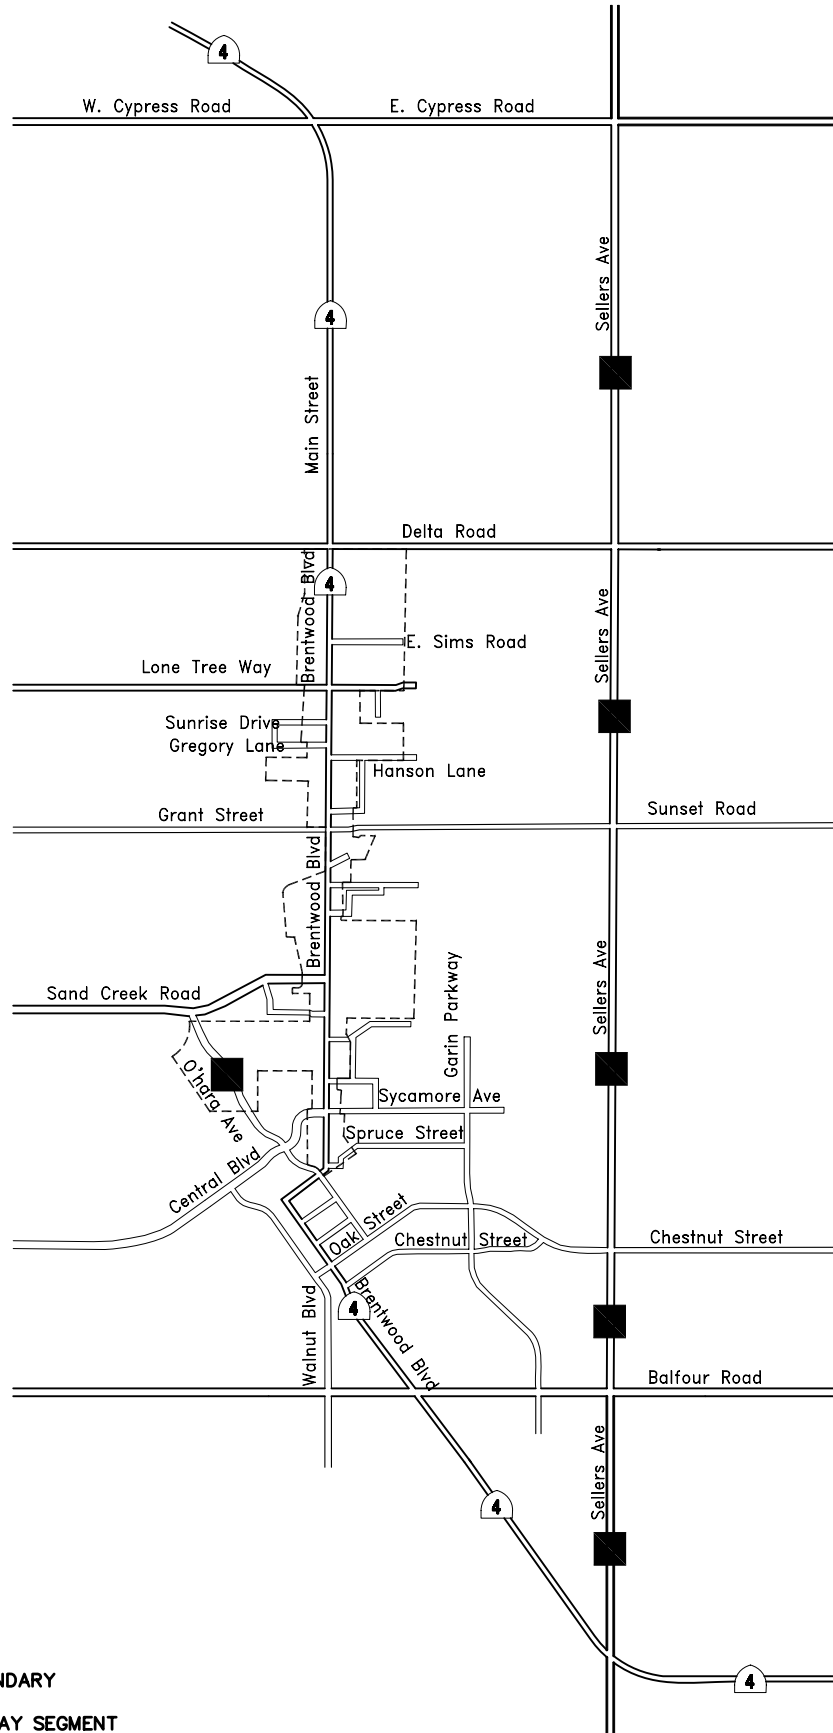 4
W. Cypress Road
E. Cypress Road
Sellers Ave
4
Main Street
Delta Road
Brentwood Blvd
4
Sellers Ave
E. Sims Road
Lone Tree Way
Sunrise Drive
Gregory Lane
Hanson Lane
Grant Street
Sunset Road
Brentwood Blvd
Sellers Ave
Garin Parkway
Sand Creek Road
O'hara Ave
Sycamore Ave
Spruce Street
Central Blvd
Oak Street
Chestnut Street
Chestnut Street
Walnut Blvd
4
Brentwood Blvd
Balfour Road
Sellers Ave
4
4
NDARY
AY SEGMENT